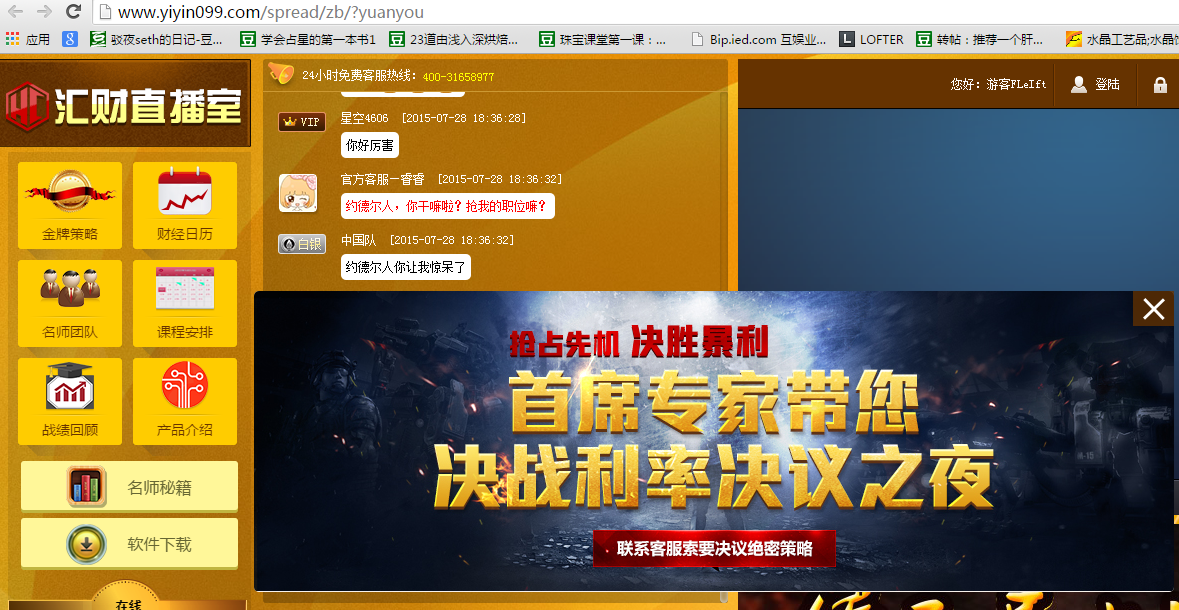 www.yiyin099.com/spread/zb/?yuanyou
应用
驳夜seth的日记-豆...
学会占星的第一本书1
23道由浅入深烘焙...
珠宝课堂第一课：...
Bip.ied.com 互娱业...
LOFTER
转帖：推荐一个肝...
水晶工艺品;水晶饰
汇财直播室
24小时免费客服热线：400-31658977
您好：游客FLeIft
登陆
VIP
星空4606 [2015-07-28 18:36:28]
你好厉害
官方客服—睿睿 [2015-07-28 18:36:32]
约德尔人，你干嘛啦？抢我的职位嘛？
白银
中国队 [2015-07-28 18:36:32]
约德尔人你让我惊呆了
金牌策略
财经日历
名师团队
课程安排
战绩回顾
产品介绍
名师秘籍
软件下载
在线
抢占先机 决胜暴利
首席专家带您
决战利率决议之夜
联系客服索要决议绝密策略